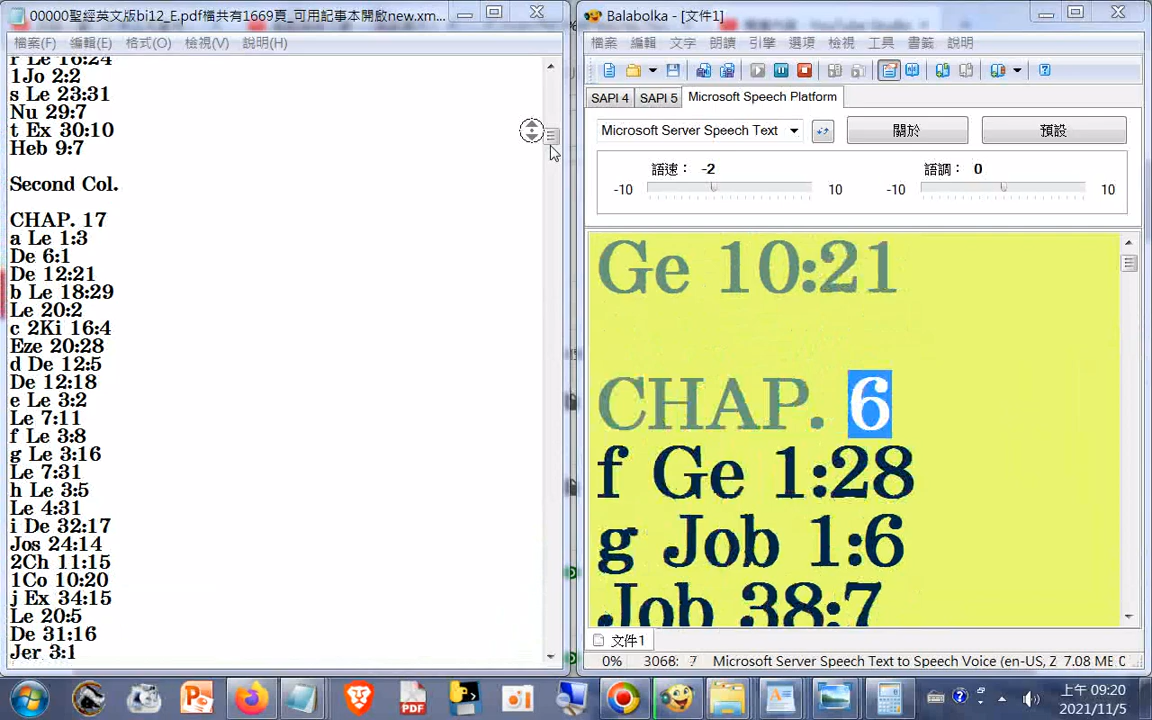 00000聖經英文版bi12_E.pdf檔共有1669頁_可用記事本開啟new.xm...
檔案(F) 編輯(E) 格式(O) 檢視(V) 說明(H)
r Le 16:24
1Jo 2:2
s Le 23:31
Nu 29:7
t Ex 30:10
Heb 9:7
Second Col.
CHAP. 17
a Le 1:3
De 6:1
De 12:21
b Le 18:29
Le 20:2
c 2Ki 16:4
Eze 20:28
d De 12:5
De 12:18
e Le 3:2
Le 7:11
f Le 3:8
g Le 3:16
Le 7:31
h Le 3:5
Le 4:31
i De 32:17
Jos 24:14
2Ch 11:15
1Co 10:20
j Ex 34:15
Le 20:5
De 31:16
Jer 3:1
Balabolka - [文件1]
檔案 編輯 文字 朗讀 引擎 選項 檢視 工具 書籤 說明
SAPI 4 SAPI 5 Microsoft Speech Platform
Microsoft Server Speech Text 關於 預設
語速： -2 語調： 0
-10 10 -10 10
Ge 10:21
CHAP. 6
f Ge 1:28
g Job 1:6
Job 38:7
文件1
0% 3068: 7 Microsoft Server Speech Text to Speech Voice (en-US, Z 7.08 MB
上午 09:20
2021/11/5